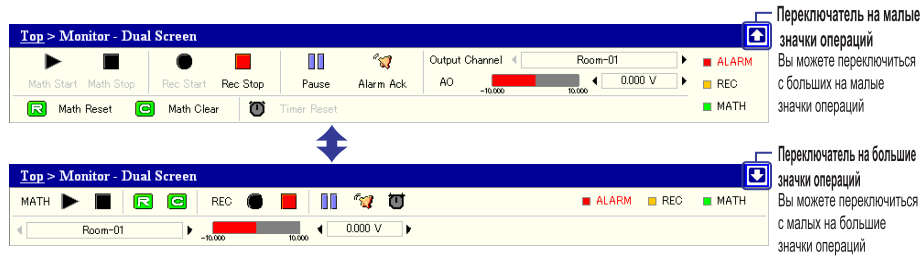 Переключатель на малые
значки операций
Вы можете переключиться
с больших на малые
значки операций
Top > Monitor - Dual Screen
Math Start Math Stop Rec Start Rec Stop Pause Alarm Ack
Output Channel Room-01
AO -10.000 10.000 0.000 V
ALARM
REC
MATH
R Math Reset C Math Clear Timer Reset
Переключатель на большие
значки операций
Вы можете переключиться
с малых на большие
значки операций
Top > Monitor - Dual Screen
MATH R C REC ALARM REC MATH
Room-01 -10.000 10.000 0.000 V